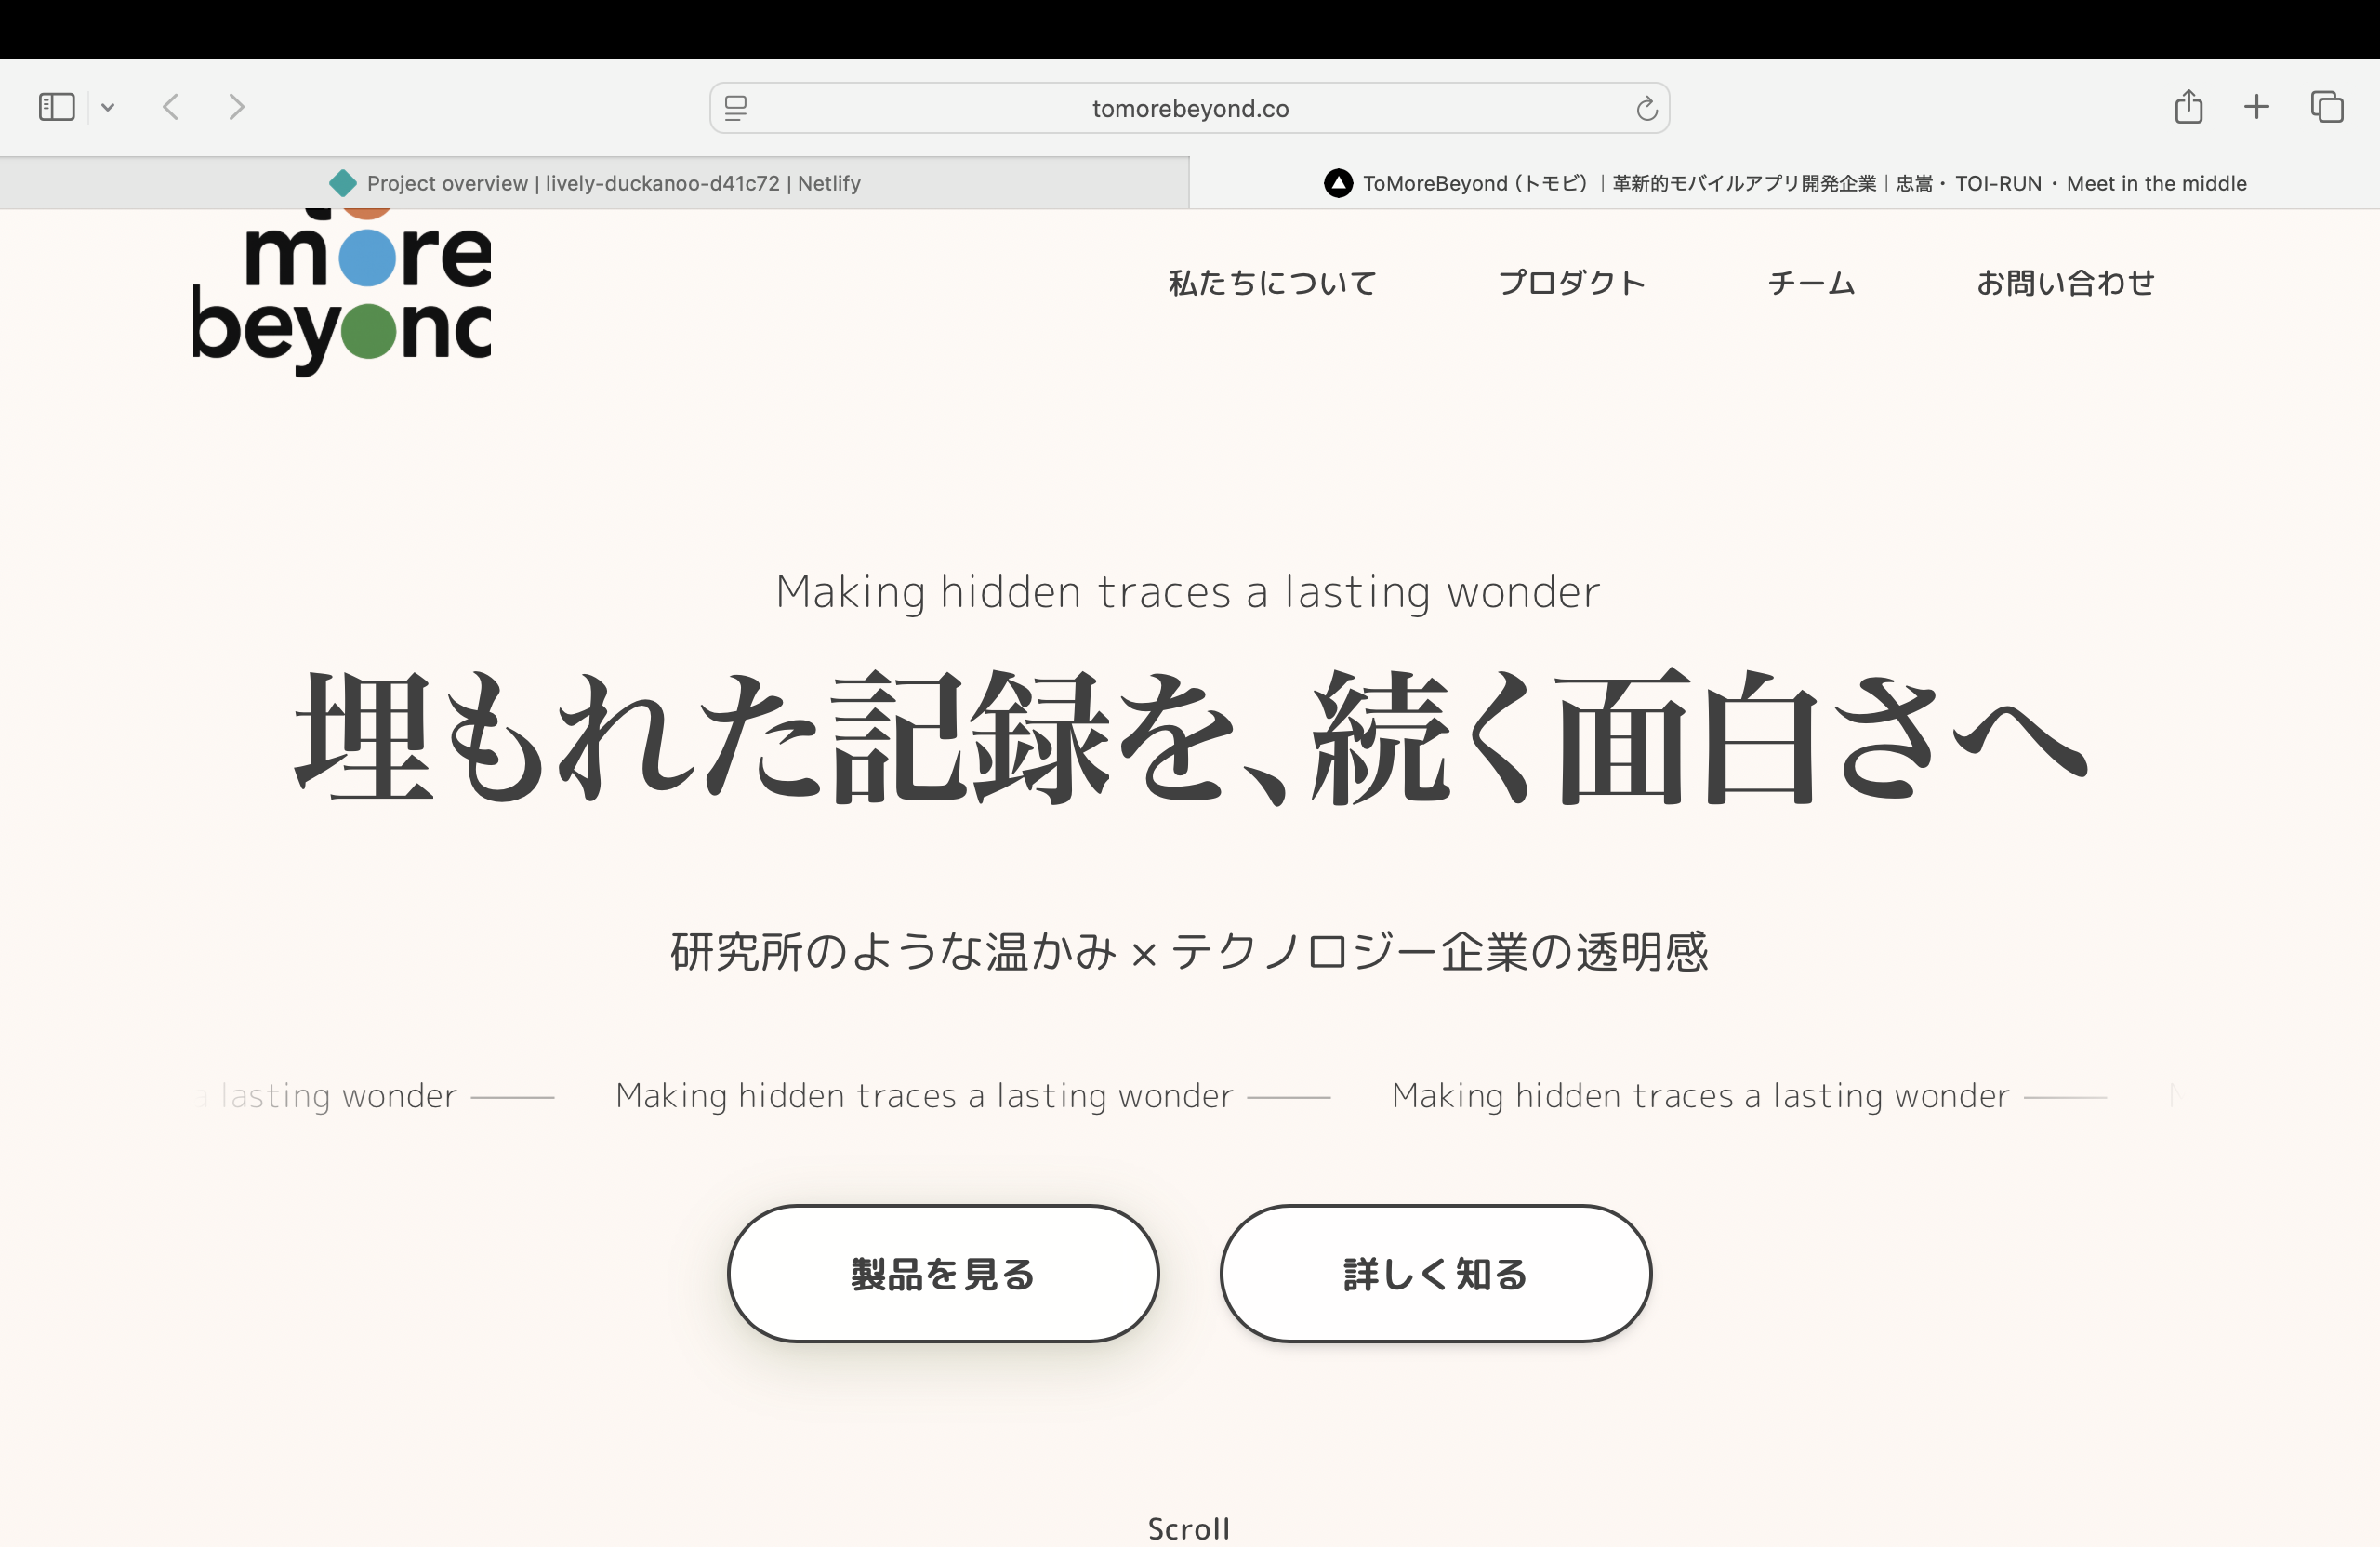 tomorebeyond.co
Project overview | lively-duckanoo-d41c72 | Netlify
ToMoreBeyond（トモビ）｜革新的モバイルアプリ開発企業｜忠嵩・TOI-RUN・Meet in the middle
more
beyond
私たちについて
プロダクト
チーム
お問い合わせ
Making hidden traces a lasting wonder
埋もれた記録を、続く面白さへ
研究所のような温かみ × テクノロジー企業の透明感
a lasting wonder —— Making hidden traces a lasting wonder —— Making hidden traces a lasting wonder ——
製品を見る
詳しく知る
Scroll